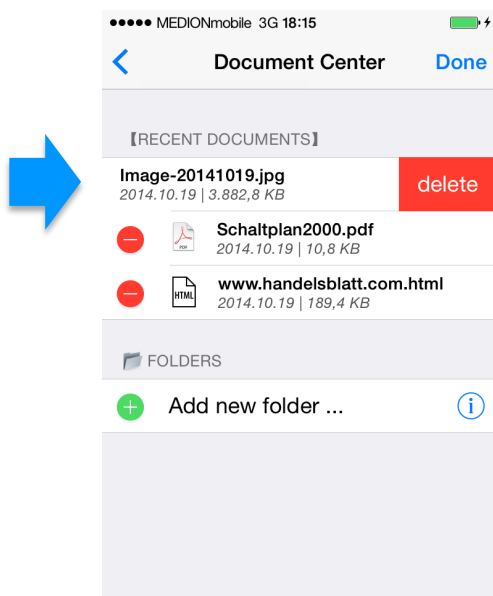 MEDIONmobile 3G 18:15
Document Center Done
【RECENT DOCUMENTS】
Image-20141019.jpg
2014.10.19 | 3.882,8 KB
delete
Schaltplan2000.pdf
PDF
2014.10.19 | 10,8 KB
www.handelsblatt.com.html
HTML
2014.10.19 | 189,4 KB
FOLDERS
Add new folder ...
i